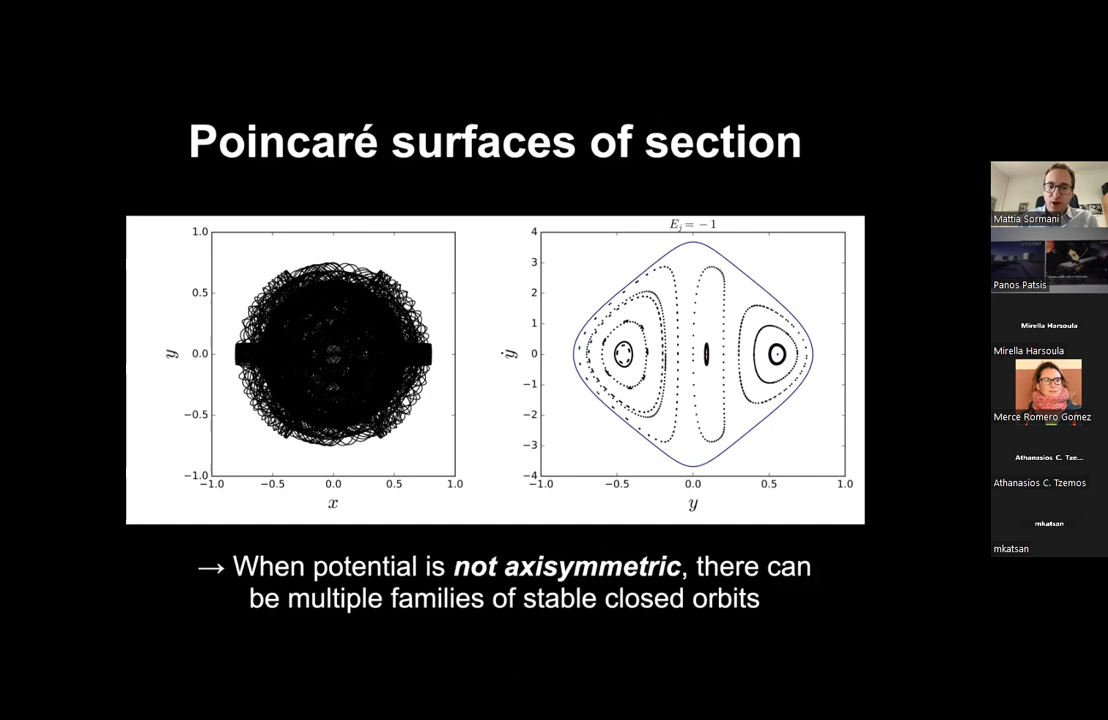 Poincaré surfaces of section
1.0
0.5
0.0
−0.5
−1.0
y
−1.0 −0.5 0.0 0.5 1.0
x
E_j = −1
4
3
2
1
0
−1
−2
−3
−4
ẏ
−1.0 −0.5 0.0 0.5 1.0
y
→ When potential is not axisymmetric, there can
be multiple families of stable closed orbits
Mattia Sormani
Panos Patsis
Mirella Harsoula
Mirella Harsoula
Merce Romero Gomez
Athanasios C. Tze...
Athanasios C. Tzemos
mkatsan
mkatsan